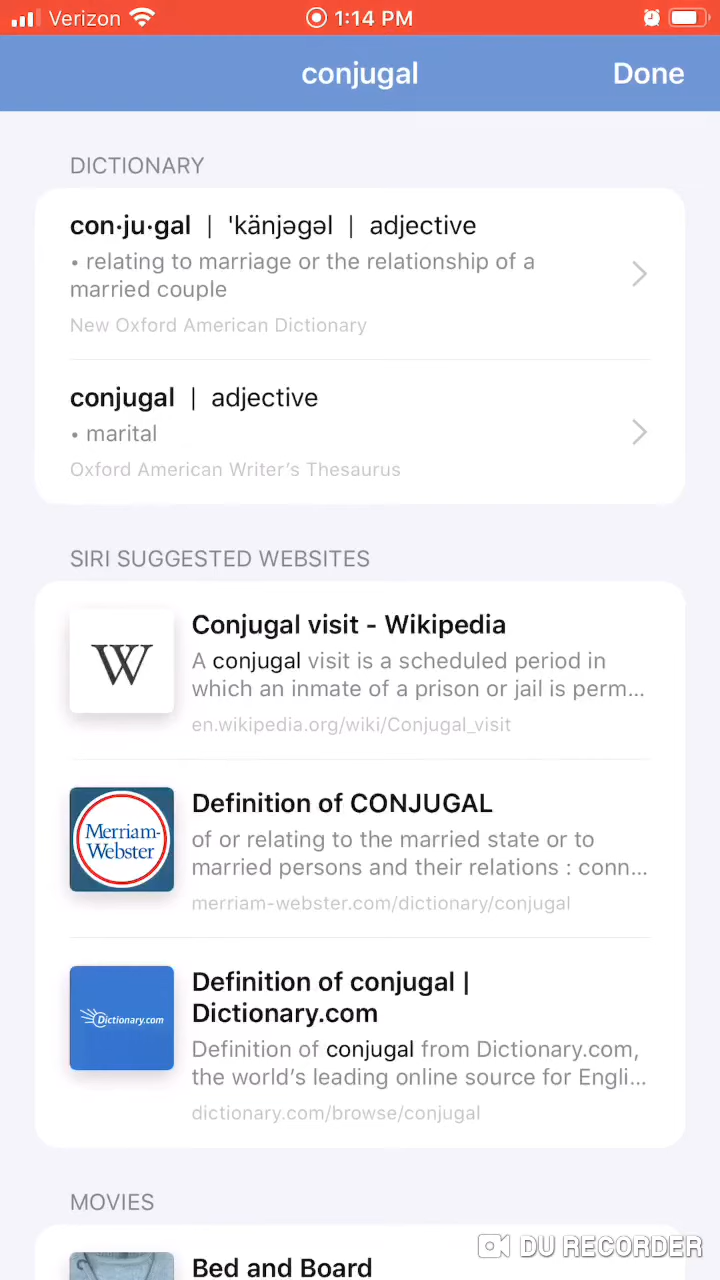 Verizon 1:14 PM
conjugal Done
DICTIONARY
con·ju·gal | 'känjəgəl | adjective
• relating to marriage or the relationship of a
married couple
New Oxford American Dictionary
conjugal | adjective
• marital
Oxford American Writer's Thesaurus
SIRI SUGGESTED WEBSITES
W
Conjugal visit - Wikipedia
A conjugal visit is a scheduled period in
which an inmate of a prison or jail is perm...
en.wikipedia.org/wiki/Conjugal_visit
Merriam-
Webster
Definition of CONJUGAL
of or relating to the married state or to
married persons and their relations : conn...
merriam-webster.com/dictionary/conjugal
Dictionary.com
Definition of conjugal |
Dictionary.com
Definition of conjugal from Dictionary.com,
the world's leading online source for Engli...
dictionary.com/browse/conjugal
MOVIES
DU RECORDER
Bed and Board